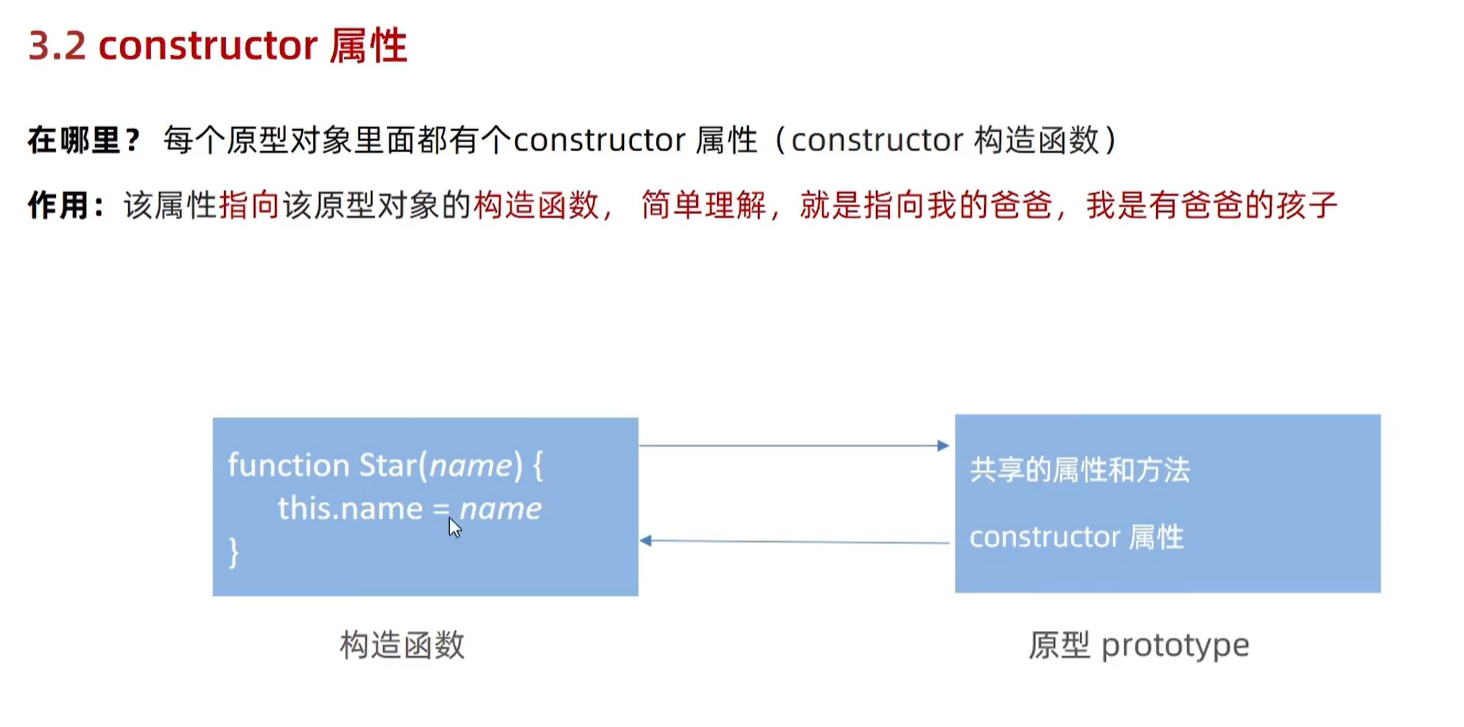 3.2 constructor 属性
在哪里？ 每个原型对象里面都有个constructor 属性（constructor 构造函数）
作用：该属性指向该原型对象的构造函数， 简单理解，就是指向我的爸爸，我是有爸爸的孩子
function Star(name) {
this.name = name
}
构造函数
共享的属性和方法
constructor 属性
原型 prototype